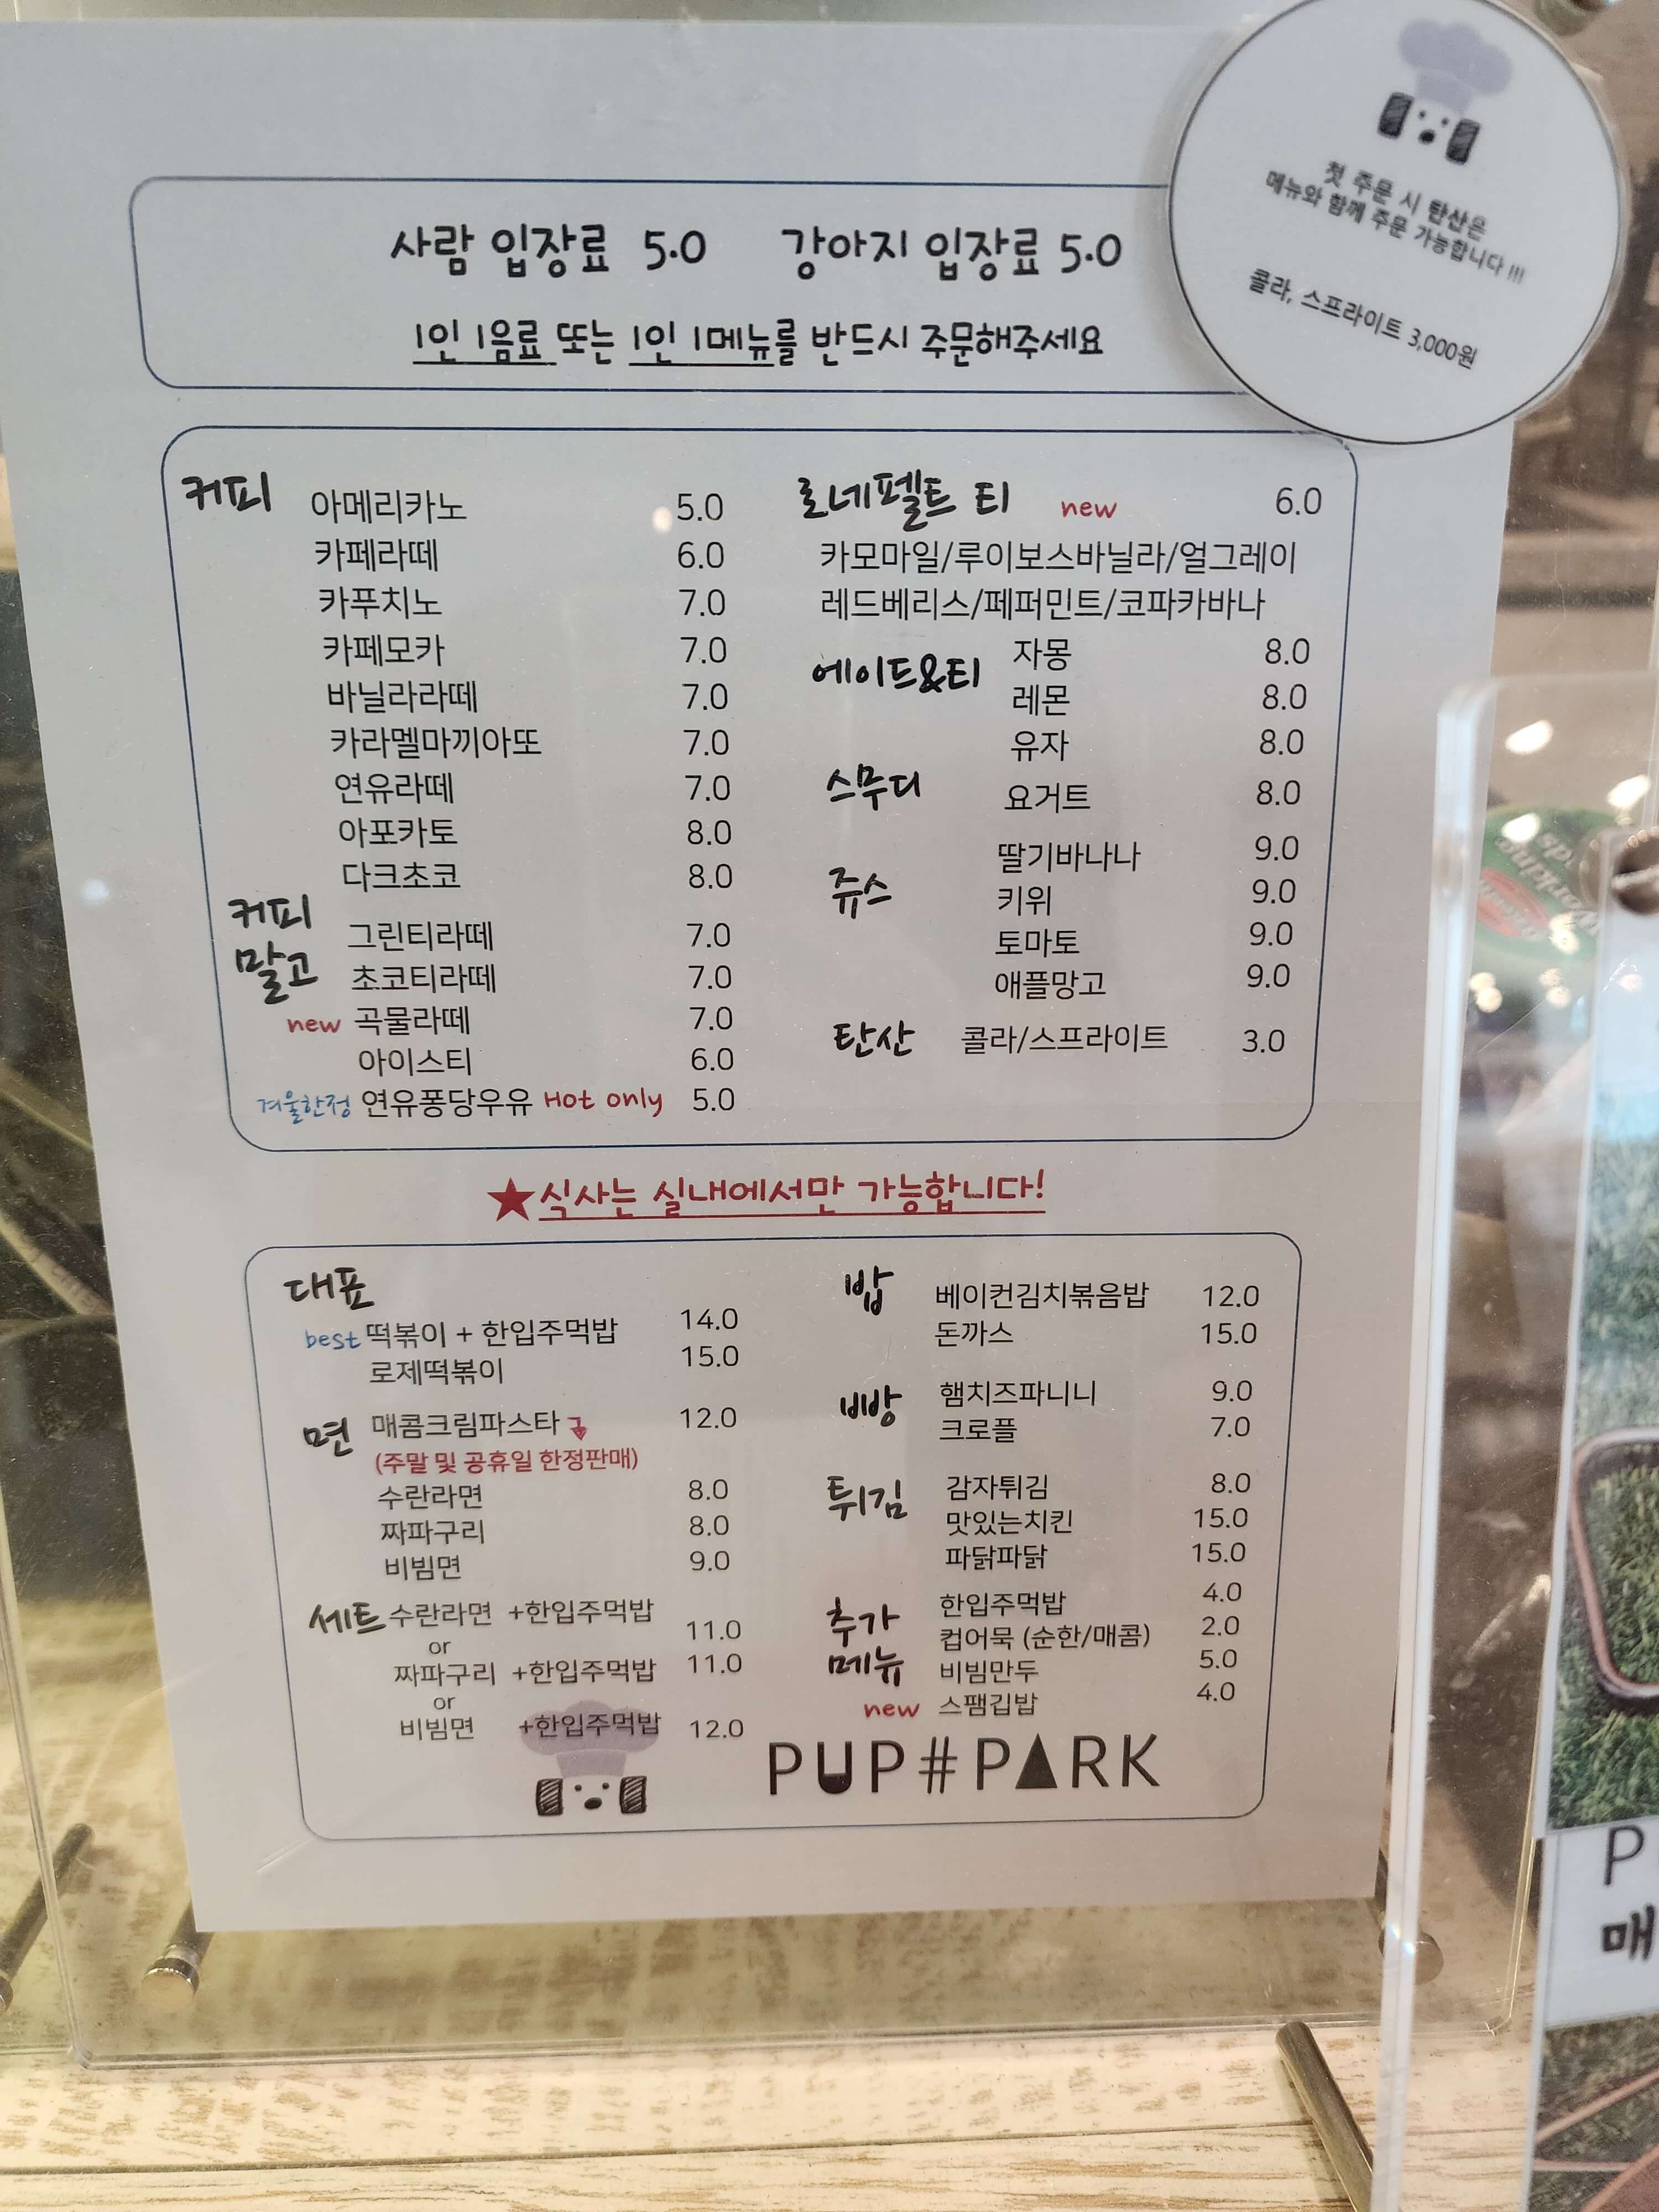 첫 주문 시 탄산은
메뉴와 함께 주문 가능합니다 !!!
콜라, 스프라이트 3,000원
사람 입장료 5.0 강아지 입장료 5.0
1인 1음료 또는 1인 1메뉴를 반드시 주문해주세요
커피
아메리카노 5.0
카페라떼 6.0
카푸치노 7.0
카페모카 7.0
바닐라라떼 7.0
카라멜마끼아또 7.0
연유라떼 7.0
아포카토 8.0
다크초코 8.0
커피
말고
그린티라떼 7.0
초코티라떼 7.0
new 곡물라떼 7.0
아이스티 6.0
겨울한정 연유퐁당우유 Hot only 5.0
로네펠트 티 new 6.0
카모마일/루이보스바닐라/얼그레이
레드베리스/페퍼민트/코파카바나
에이드&티
자몽 8.0
레몬 8.0
유자 8.0
스무디 요거트 8.0
쥬스
딸기바나나 9.0
키위 9.0
토마토 9.0
애플망고 9.0
탄산 콜라/스프라이트 3.0
★식사는 실내에서만 가능합니다!
대표
best 떡볶이 + 한입주먹밥 14.0
로제떡볶이 15.0
면 매콤크림파스타 12.0
(주말 및 공휴일 한정판매)
수란라면 8.0
짜파구리 8.0
비빔면 9.0
세트 수란라면 +한입주먹밥 11.0
or
짜파구리 +한입주먹밥 11.0
or
비빔면 +한입주먹밥 12.0
밥 베이컨김치볶음밥 12.0
돈까스 15.0
빵 햄치즈파니니 9.0
크로플 7.0
튀김 감자튀김 8.0
맛있는치킨 15.0
파닭파닭 15.0
추가
메뉴
한입주먹밥 4.0
컵어묵 (순한/매콤) 2.0
비빔만두 5.0
new 스팸김밥 4.0
PUP#PARK
P
매